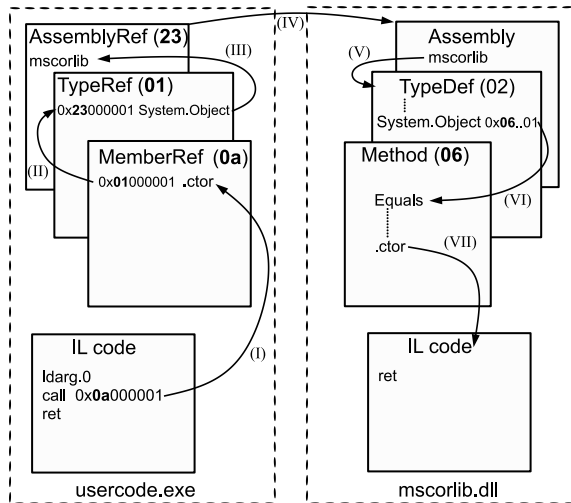 AssemblyRef (23)
mscorlib
(III)
TypeRef (01)
0x23000001 System.Object
(II)
MemberRef (0a)
0x01000001 .ctor
(I)
IL code
ldarg.0
call 0x0a000001
ret
usercode.exe
(IV)
Assembly
mscorlib
(V)
TypeDef (02)
System.Object 0x06..01
Method (06)
Equals
(VI)
.ctor
(VII)
IL code
ret
mscorlib.dll